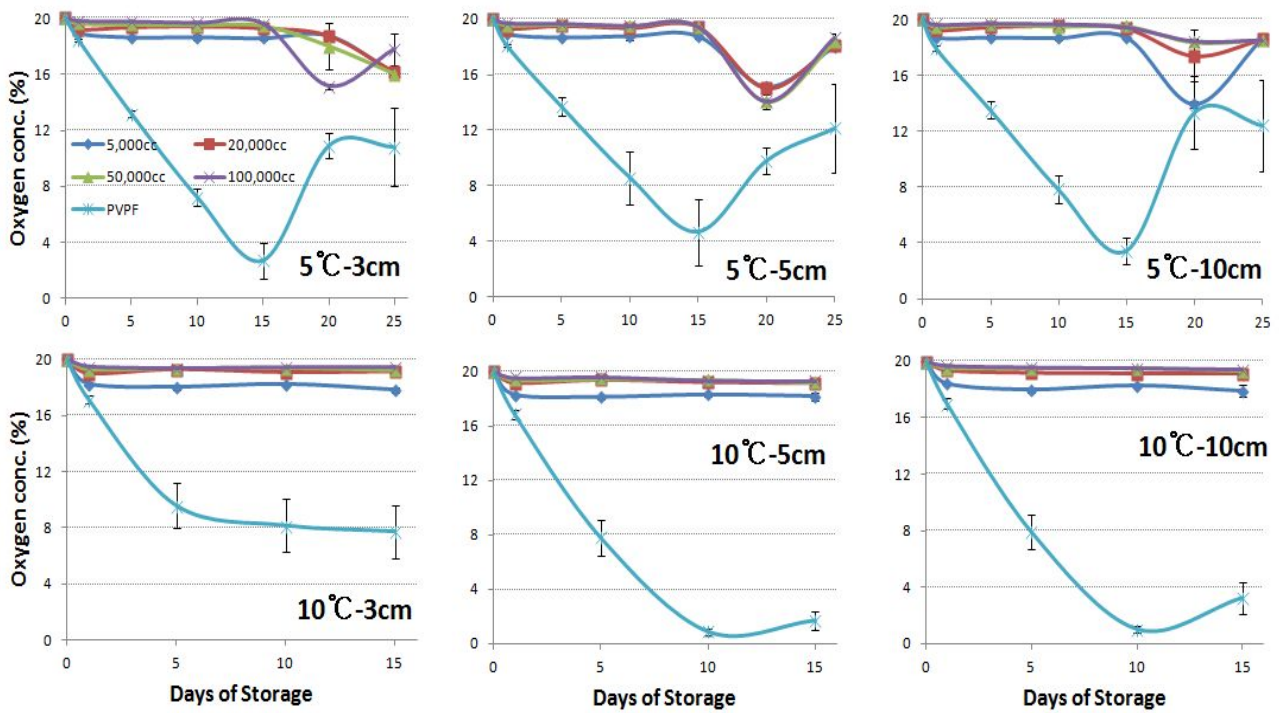 Oxygen conc. (%)
20
16
12
8
4
0
5,000cc
20,000cc
50,000cc
100,000cc
PVPF
5℃-3cm
0 5 10 15 20 25
20
16
12
8
4
0
5℃-5cm
0 5 10 15 20 25
20
16
12
8
4
0
5℃-10cm
0 5 10 15 20 25
Oxygen conc. (%)
20
16
12
8
4
0
10℃-3cm
0 5 10 15
Days of Storage
20
16
12
8
4
0
10℃-5cm
0 5 10 15
Days of Storage
20
16
12
8
4
0
10℃-10cm
0 5 10 15
Days of Storage